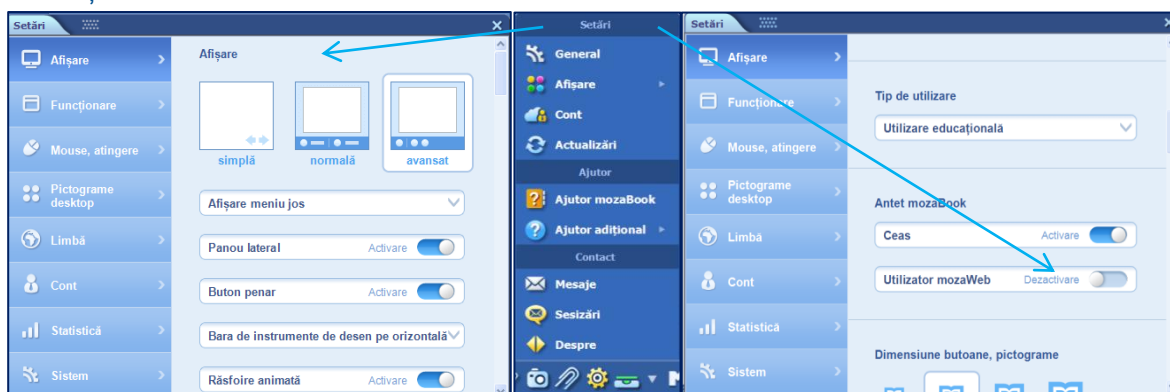 Setări
Afișare
Funcționare
Mouse, atingere
Pictograme
desktop
Limbă
Cont
Statistică
Sistem
Afișare
simplă
normală
avansat
Afișare meniu jos
Panou lateral Activare
Buton penar Activare
Bara de instrumente de desen pe orizontală
Răsfoire animată Activare
Setări
General
Afișare
Cont
Actualizări
Ajutor
Ajutor mozaBook
Ajutor adițional
Contact
Mesaje
Sesizări
Despre
Setări
Afișare
Funcționare
Mouse, atingere
Pictograme
desktop
Limbă
Cont
Statistică
Sistem
Tip de utilizare
Utilizare educațională
Antet mozaBook
Ceas Activare
Utilizator mozaWeb Dezactivare
Dimensiune butoane, pictograme